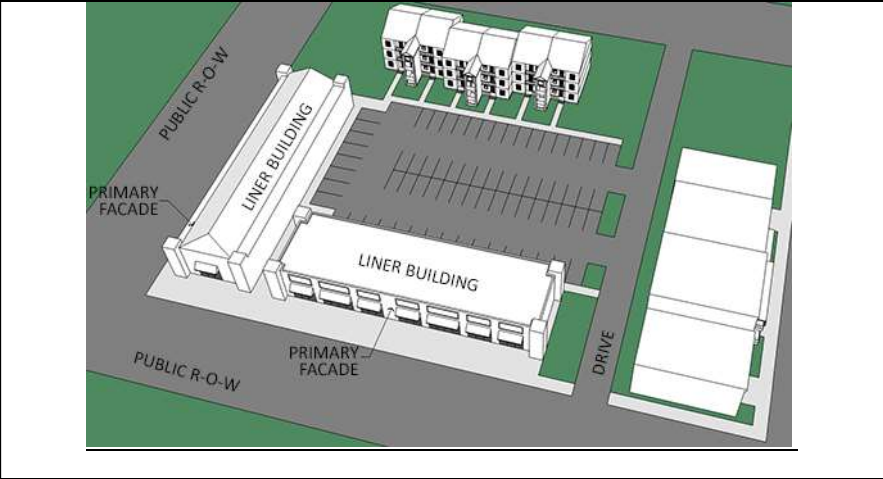 PUBLIC R-O-W
LINER BUILDING
PRIMARY
FACADE
LINER BUILDING
PRIMARY
FACADE
PUBLIC R-O-W
DRIVE